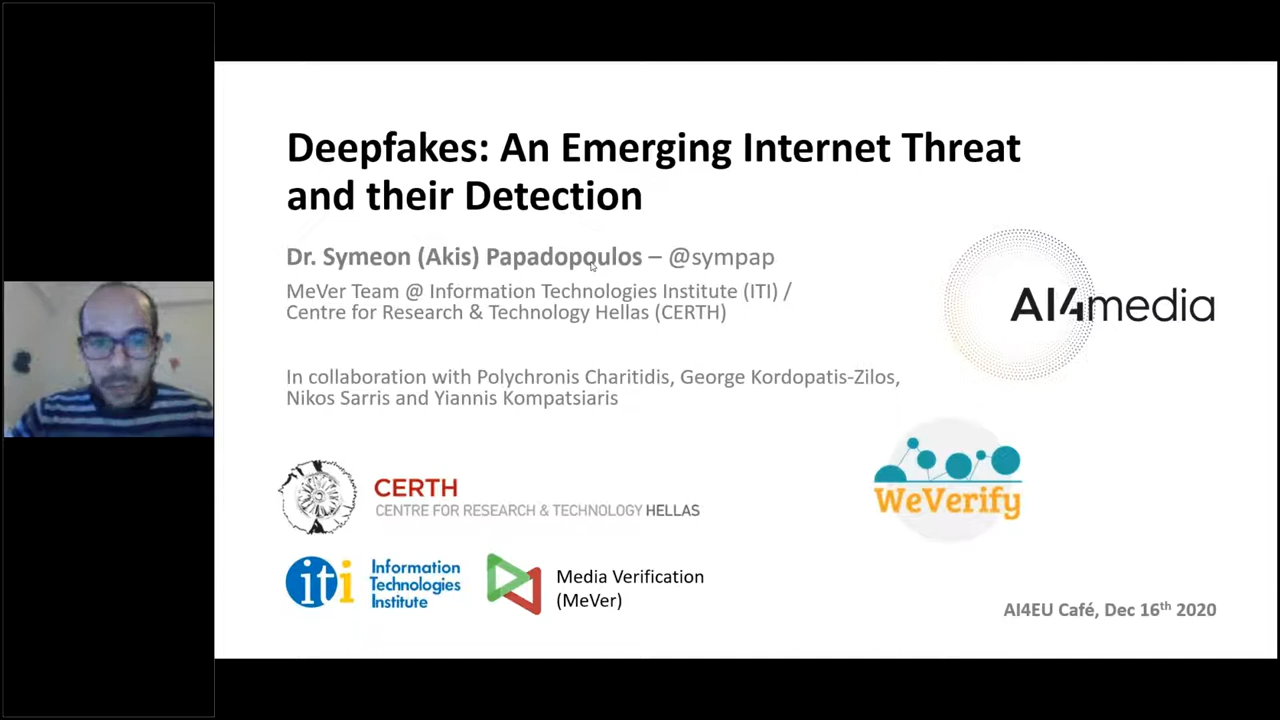 Deepfakes: An Emerging Internet Threat
and their Detection
Dr. Symeon (Akis) Papadopoulos – @sympap
MeVer Team @ Information Technologies Institute (ITI) /
Centre for Research & Technology Hellas (CERTH)
AI4media
In collaboration with Polychronis Charitidis, George Kordopatis-Zilos,
Nikos Sarris and Yiannis Kompatsiaris
WeVerify
CERTH
CENTRE FOR RESEARCH & TECHNOLOGY HELLAS
iti
Information
Technologies
Institute
Media Verification
(MeVer)
AI4EU Café, Dec 16th 2020